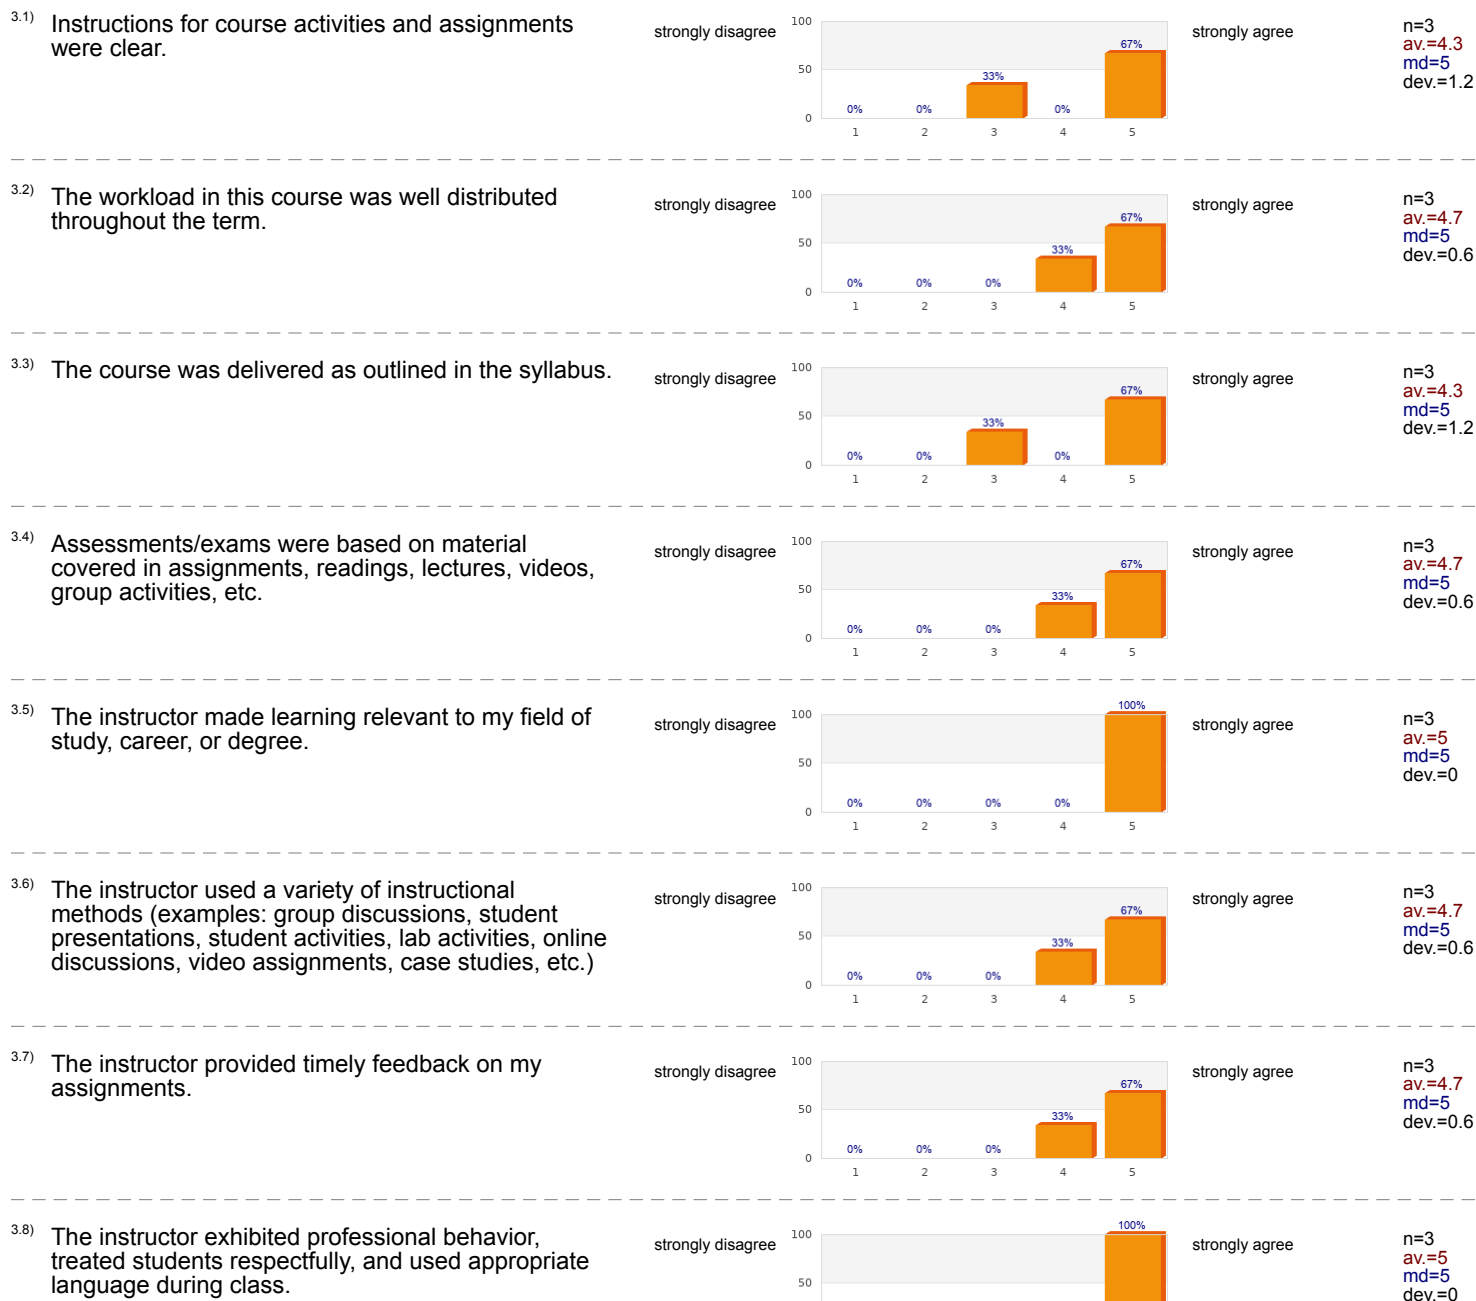 3.1) Instructions for course activities and assignments
were clear.
strongly disagree
100
50
0
0%
0%
33%
0%
67%
1
2
3
4
5
strongly agree
n=3
av.=4.3
md=5
dev.=1.2
3.2) The workload in this course was well distributed
throughout the term.
strongly disagree
100
50
0
0%
0%
0%
33%
67%
1
2
3
4
5
strongly agree
n=3
av.=4.7
md=5
dev.=0.6
3.3) The course was delivered as outlined in the syllabus.
strongly disagree
100
50
0
0%
0%
33%
0%
67%
1
2
3
4
5
strongly agree
n=3
av.=4.3
md=5
dev.=1.2
3.4) Assessments/exams were based on material
covered in assignments, readings, lectures, videos,
group activities, etc.
strongly disagree
100
50
0
0%
0%
0%
33%
67%
1
2
3
4
5
strongly agree
n=3
av.=4.7
md=5
dev.=0.6
3.5) The instructor made learning relevant to my field of
study, career, or degree.
strongly disagree
100
50
0
0%
0%
0%
0%
100%
1
2
3
4
5
strongly agree
n=3
av.=5
md=5
dev.=0
3.6) The instructor used a variety of instructional
methods (examples: group discussions, student
presentations, student activities, lab activities, online
discussions, video assignments, case studies, etc.)
strongly disagree
100
50
0
0%
0%
0%
33%
67%
1
2
3
4
5
strongly agree
n=3
av.=4.7
md=5
dev.=0.6
3.7) The instructor provided timely feedback on my
assignments.
strongly disagree
100
50
0
0%
0%
0%
33%
67%
1
2
3
4
5
strongly agree
n=3
av.=4.7
md=5
dev.=0.6
3.8) The instructor exhibited professional behavior,
treated students respectfully, and used appropriate
language during class.
strongly disagree
100
50
100%
strongly agree
n=3
av.=5
md=5
dev.=0